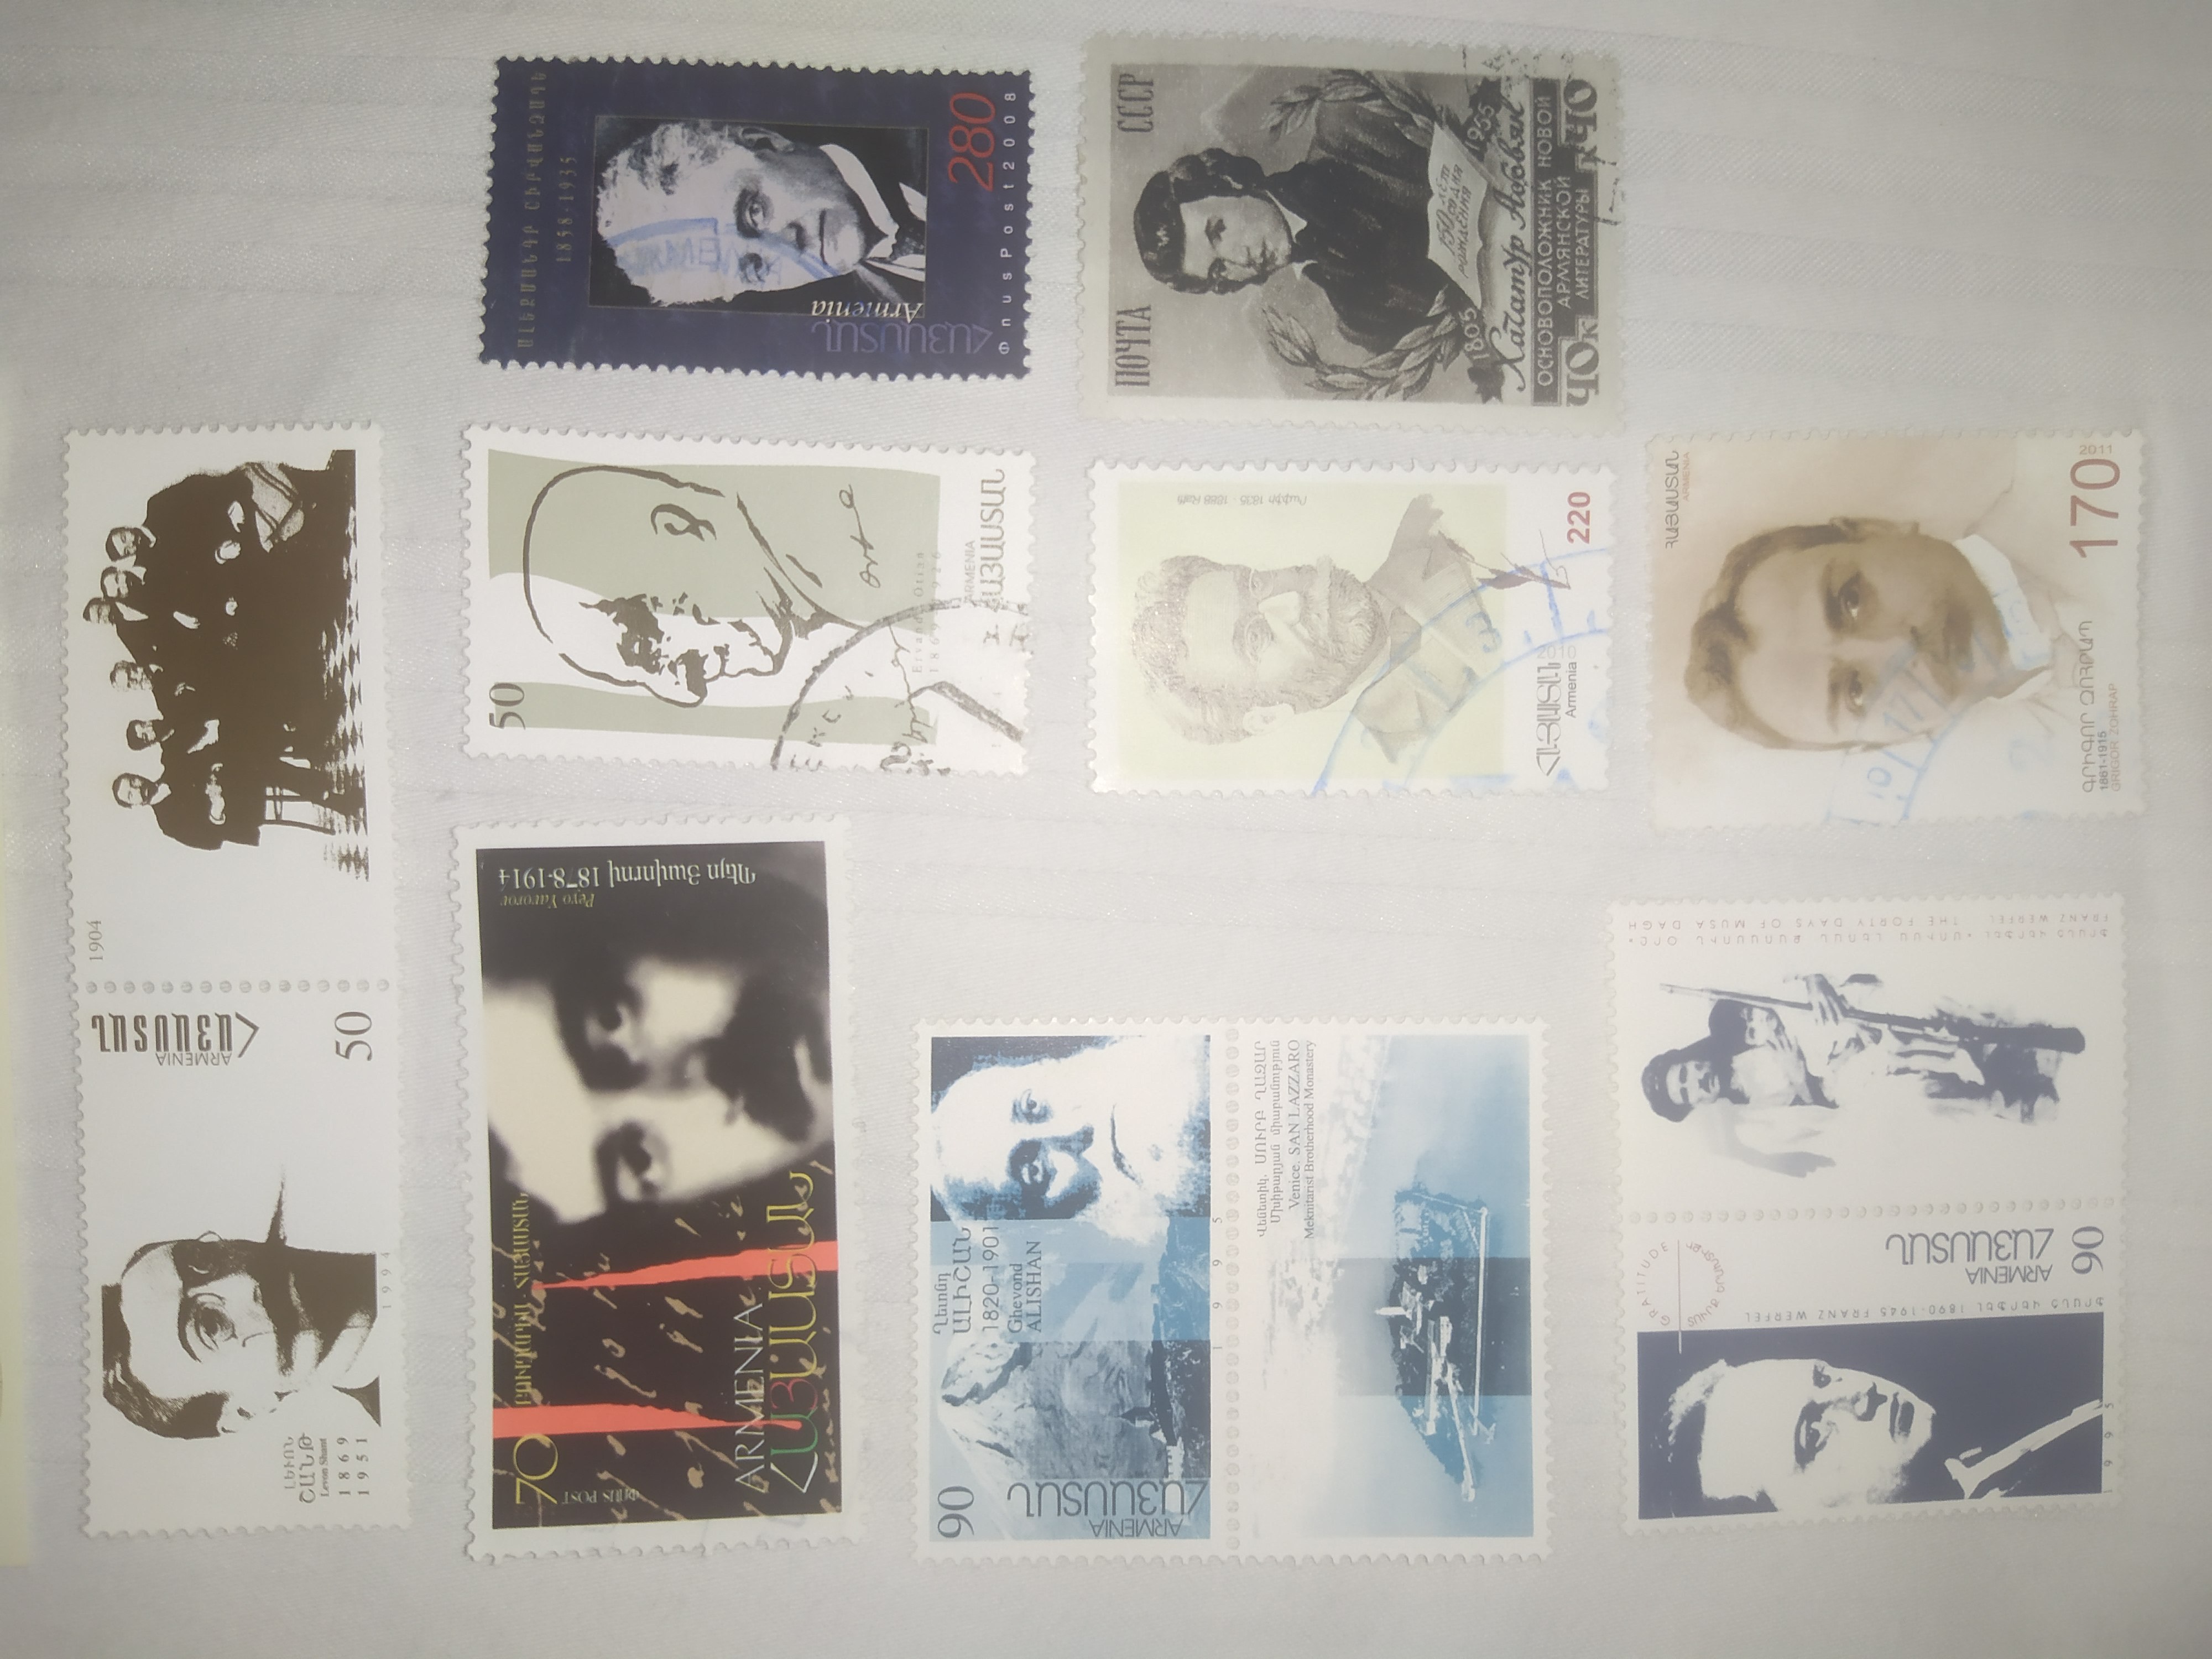 ԼԵՒՈՆ
ՇԱՆԹ
Levon Shant
1869
1951
1994
ARMENIA
ՀԱՅԱՍՏԱՆ
50
1904
70
ԲՈՒԼՂԱՐԻԱ - ՀԱՅԱՍՏԱՆ
POST
ARMENIA
ՀԱՅԱՍՏԱՆ
Peyo Yavorov
Պեյո Յավորով 1878-1914
50
Ervand Otian
1869 1926
ARMENIA
ՀԱՅԱՍՏԱՆ
ԱԼԵՔՍԱՆԴՐ ՇԻՐՎԱՆԶԱԴԵ
1858-1935
ՀԱՅԱՍՏԱՆ
Armenia
280
ՓոստPost2008
90
Ղևոնդ
ԱԼԻՇԱՆ
1820-1901
Ghevond
ALISHAN
ARMENIA
ՀԱՅԱՍՏԱՆ
1995
Վենետիկ. ՍՈՒՐԲ ՂԱԶԱՐ
Մխիթարյան միաբանություն
Venice. SAN LAZZARO
Meknitarist Brotherhood Monastery
Րաֆֆի 1835 1888 Raffi
ՀԱՅԱՍՏԱՆ
Armenia
2010
220
ПОЧТА СССР
150 лет
со дня
рождения
1805 1955
Хачатур Абовян
ОСНОВОПОЛОЖНИК НОВОЙ
АРМЯНСКОЙ
ЛИТЕРАТУРЫ
40к к40
GRATITUDE
ՖՐԱՆՑ ՎԵՐՖԵԼ 1890-1945 FRANZ WERFEL
ARMENIA
ՀԱՅԱՍՏԱՆ
90
1995
ՖՐԱՆՑ ՎԵՐՖԵԼ • ՄՈՒՍԱ ԼԵՌԱՆ ՔԱՌԱՍՈՒՆ ՕՐԸ •
FRANZ WERFEL THE FORTY DAYS OF MUSA DAGH
ՀԱՅԱՍՏԱՆ
ARMENIA
ԳՐԻԳՈՐ ԶՈՀՐԱՊ
1861-1915
GRIGOR ZOHRAP
170
2011